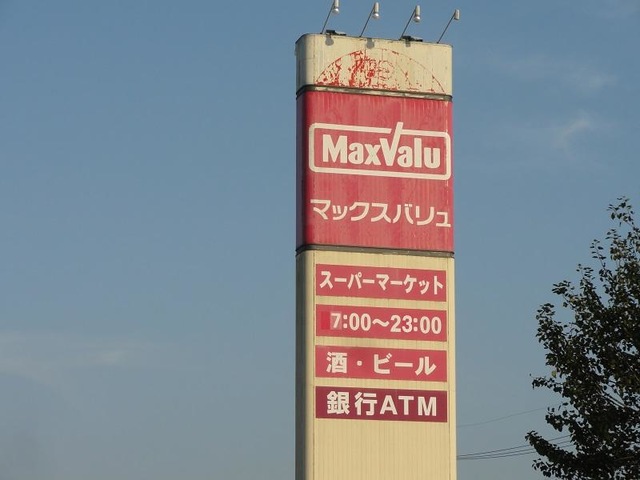 MaxValu
マックスバリュ
スーパーマーケット
7:00～23:00
酒・ビール
銀行ATM